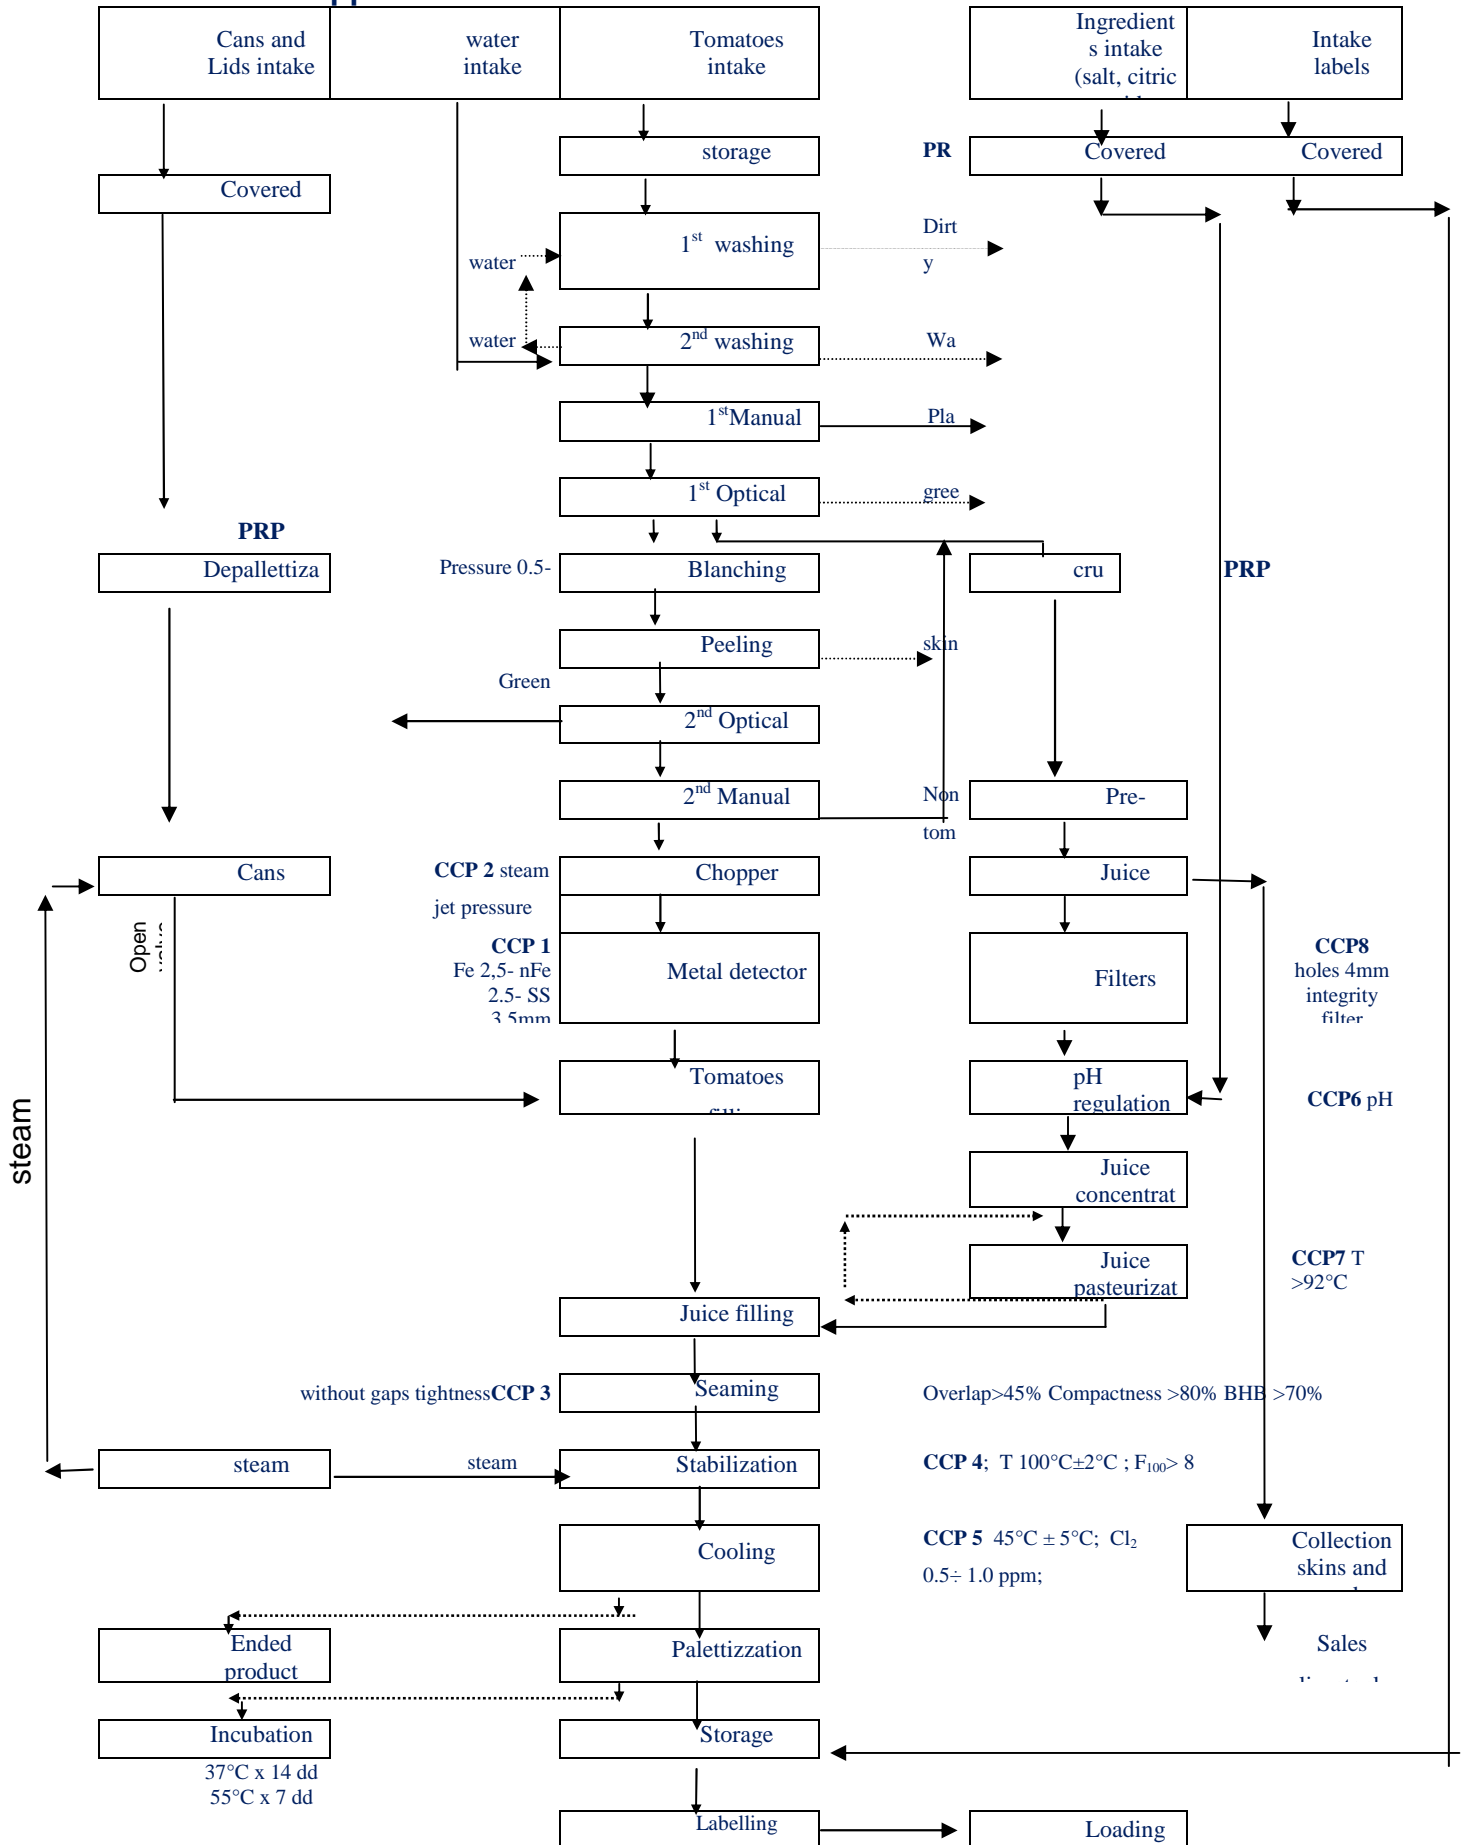 Cans and
Lids intake
water
intake
Tomatoes
intake
Ingredient
s intake
(salt, citric
Intake
labels
storage
PR
Covered
Covered
Covered
1st washing
Dirt
y
water
water
2nd washing
Wa
1stManual
Pla
1st Optical
gree
PRP
Depallettiza
Pressure 0.5-
Blanching
cru
PRP
Peeling
skin
Green
2nd Optical
2nd Manual
Non
tom
Pre-
Cans
CCP 2 steam
jet pressure
Chopper
Juice
Open
CCP 1
Fe 2,5- nFe
2.5- SS
3.5mm
Metal detector
Filters
CCP8
holes 4mm
integrity
filter
Tomatoes
pH
regulation
CCP6 pH
steam
Juice
concentrat
Juice
pasteurizat
CCP7 T
>92°C
Juice filling
without gaps tightnessCCP 3
Seaming
Overlap>45% Compactness >80% BHB >70%
steam
steam
Stabilization
CCP 4; T 100°C±2°C ; F100> 8
Cooling
CCP 5 45°C ± 5°C; Cl2
0.5÷ 1.0 ppm;
Collection
skins and
Ended
product
Palettizzation
Sales
Incubation
37°C x 14 dd
55°C x 7 dd
Storage
Labelling
Loading